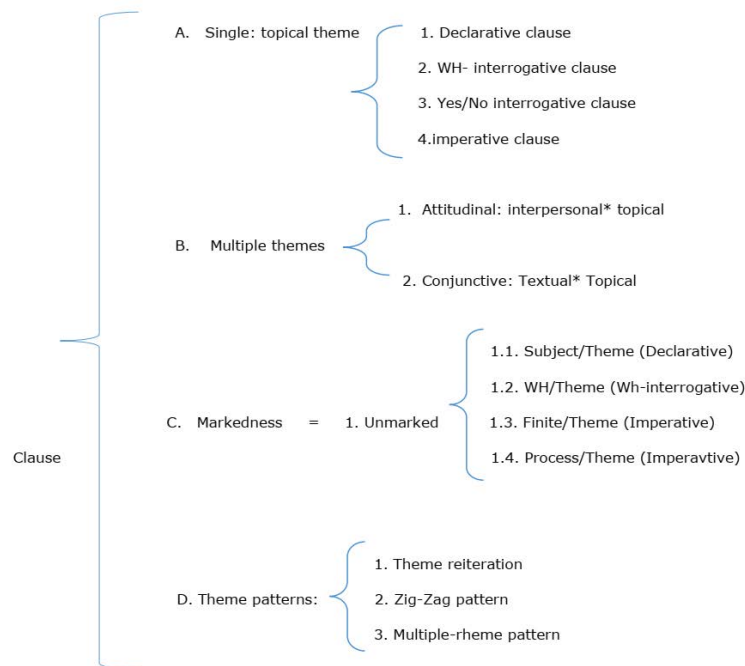 A. Single: topical theme
1. Declarative clause
2. WH- interrogative clause
3. Yes/No interrogative clause
4.imperative clause
B. Multiple themes
1. Attitudinal: interpersonal* topical
2. Conjunctive: Textual* Topical
C. Markedness = 1. Unmarked
1.1. Subject/Theme (Declarative)
1.2. WH/Theme (Wh-interrogative)
1.3. Finite/Theme (Imperative)
1.4. Process/Theme (Imperavtive)
Clause
D. Theme patterns:
1. Theme reiteration
2. Zig-Zag pattern
3. Multiple-rheme pattern